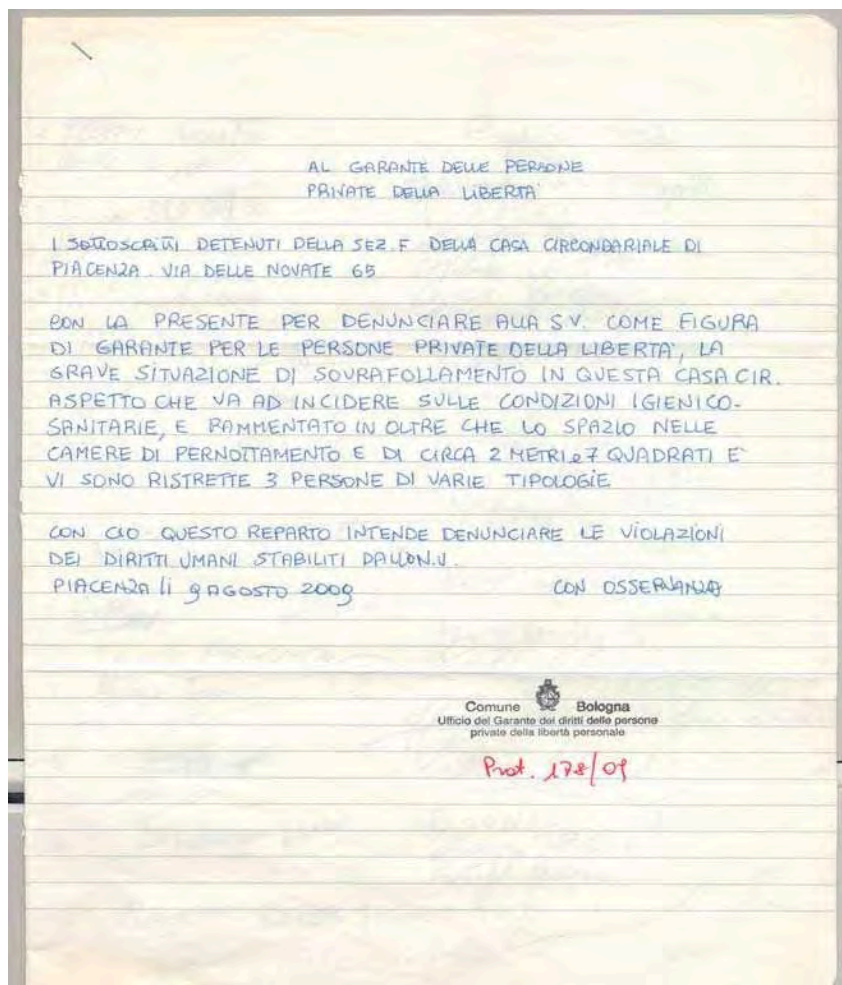 AL GARANTE DELLE PERSONE
PRIVATE DELLA LIBERTA'
I SOTTOSCRITTI DETENUTI DELLA SEZ. F DELLA CASA CIRCONDARIALE DI
PIACENZA. VIA DELLE NOVATE 65
CON LA PRESENTE PER DENUNCIARE ALLA S.V. COME FIGURA
DI GARANTE PER LE PERSONE PRIVATE DELLA LIBERTA', LA
GRAVE SITUAZIONE DI SOVRAFOLLAMENTO IN QUESTA CASA CIR.
ASPETTO CHE VA AD INCIDERE SULLE CONDIZIONI IGIENICO-
SANITARIE, E RAMMENTATO IN OLTRE CHE LO SPAZIO NELLE
CAMERE DI PERNOTTAMENTO E DI CIRCA 2 METRI e 7 QUADRATI E
VI SONO RISTRETTE 3 PERSONE DI VARIE TIPOLOGIE
CON CIO QUESTO REPARTO INTENDE DENUNCIARE LE VIOLAZIONI
DEI DIRITTI UMANI STABILITI DALL'ON.U.
PIACENZA li 9 AGOSTO 2009 CON OSSERVANZA
Comune Bologna
Ufficio del Garante dei diritti delle persone
private della libertà personale
Prot. 178/09